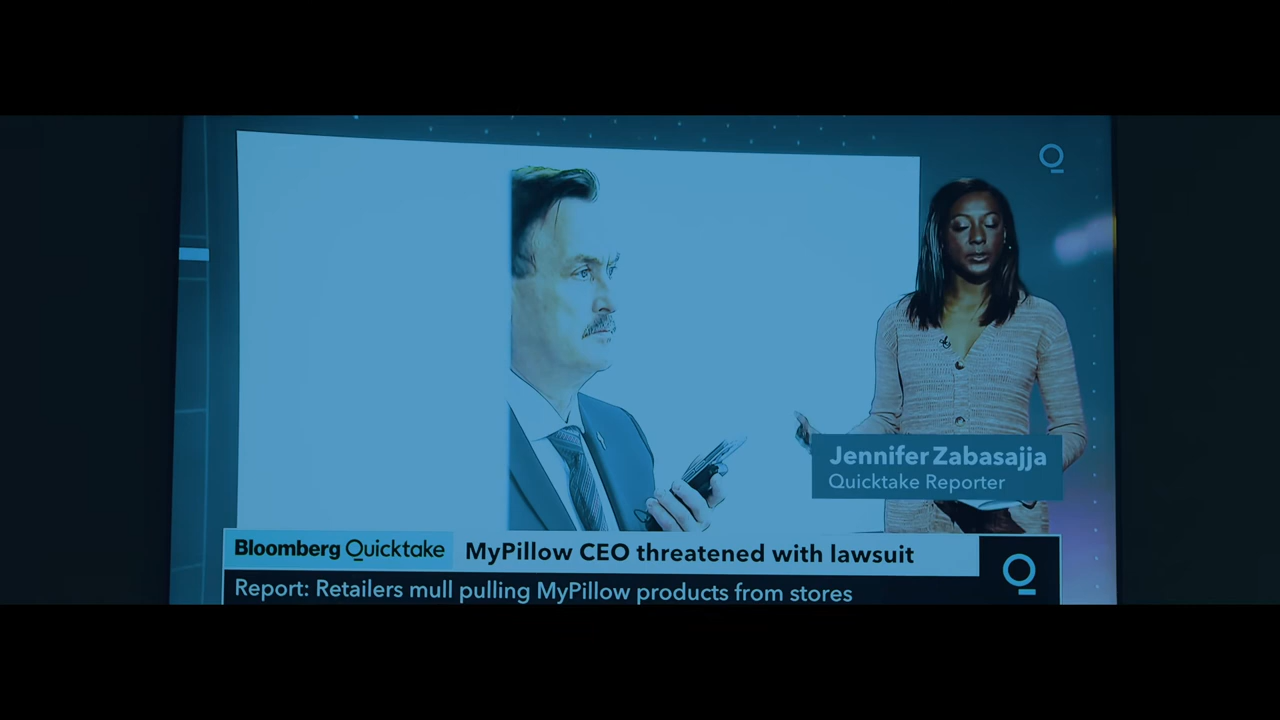 Jennifer Zabasajja
Quicktake Reporter
Bloomberg Quicktake
MyPillow CEO threatened with lawsuit
Report: Retailers mull pulling MyPillow products from stores